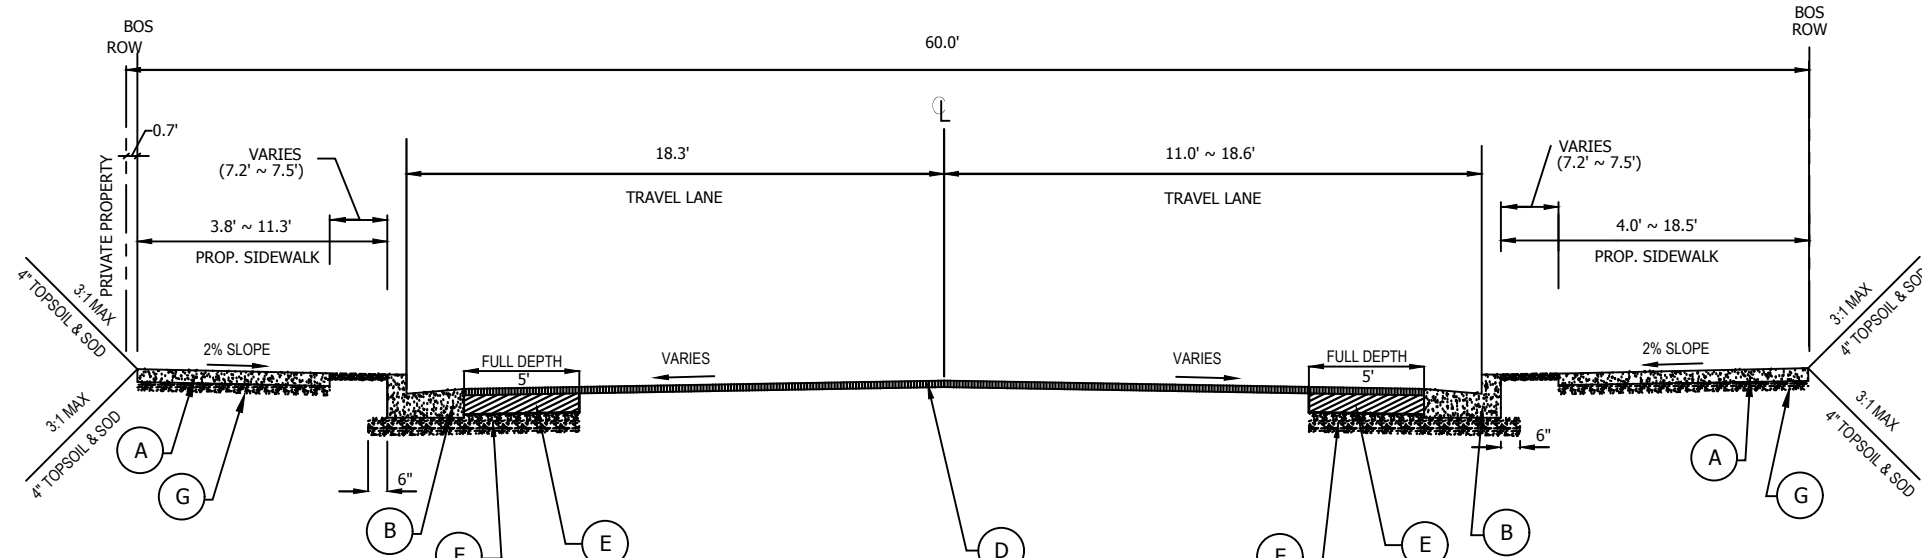 BOS
ROW
BOS
ROW
60.0'
℄
0.7'
PRIVATE PROPERTY
VARIES
(7.2' ~ 7.5')
18.3'
TRAVEL LANE
11.0' ~ 18.6'
TRAVEL LANE
VARIES
(7.2' ~ 7.5')
3.8' ~ 11.3'
PROP. SIDEWALK
4.0' ~ 18.5'
PROP. SIDEWALK
3:1 MAX
4" TOPSOIL & SOD
3:1 MAX
4" TOPSOIL & SOD
2% SLOPE
FULL DEPTH
5'
VARIES
VARIES
FULL DEPTH
5'
2% SLOPE
3:1 MAX
4" TOPSOIL & SOD
3:1 MAX
4" TOPSOIL & SOD
6"
6"
A
G
B
E
D
E
B
A
G